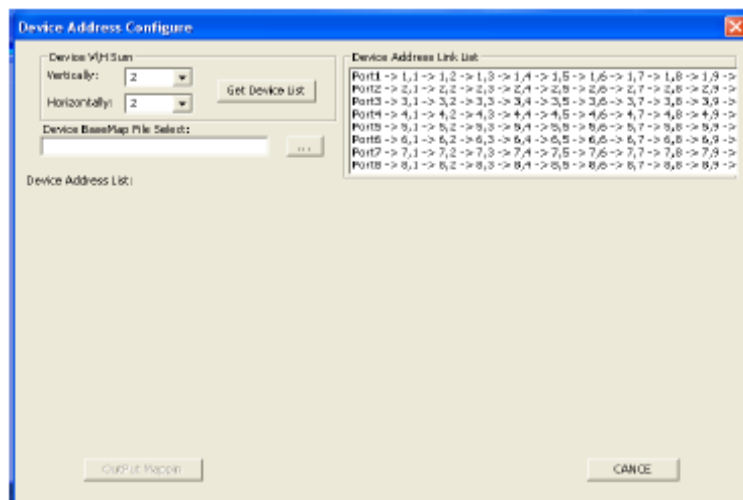 Device Address Configure
Device V\H Sum
Vertically: 2
Horizontally: 2
Get Device List
Device BaseMap File Select:
...
Device Address List:
Device Address Link List
Port1 -> 1,1 -> 1,2 -> 1,3 -> 1,4 -> 1,5 -> 1,6 -> 1,7 -> 1,8 -> 1,9 ->
Port2 -> 2,1 -> 2,2 -> 2,3 -> 2,4 -> 2,5 -> 2,6 -> 2,7 -> 2,8 -> 2,9 ->
Port3 -> 3,1 -> 3,2 -> 3,3 -> 3,4 -> 3,5 -> 3,6 -> 3,7 -> 3,8 -> 3,9 ->
Port4 -> 4,1 -> 4,2 -> 4,3 -> 4,4 -> 4,5 -> 4,6 -> 4,7 -> 4,8 -> 4,9 ->
Port5 -> 5,1 -> 5,2 -> 5,3 -> 5,4 -> 5,5 -> 5,6 -> 5,7 -> 5,8 -> 5,9 ->
Port6 -> 6,1 -> 6,2 -> 6,3 -> 6,4 -> 6,5 -> 6,6 -> 6,7 -> 6,8 -> 6,9 ->
Port7 -> 7,1 -> 7,2 -> 7,3 -> 7,4 -> 7,5 -> 7,6 -> 7,7 -> 7,8 -> 7,9 ->
Port8 -> 8,1 -> 8,2 -> 8,3 -> 8,4 -> 8,5 -> 8,6 -> 8,7 -> 8,8 -> 8,9 ->
OutPut Mappin
CANCE